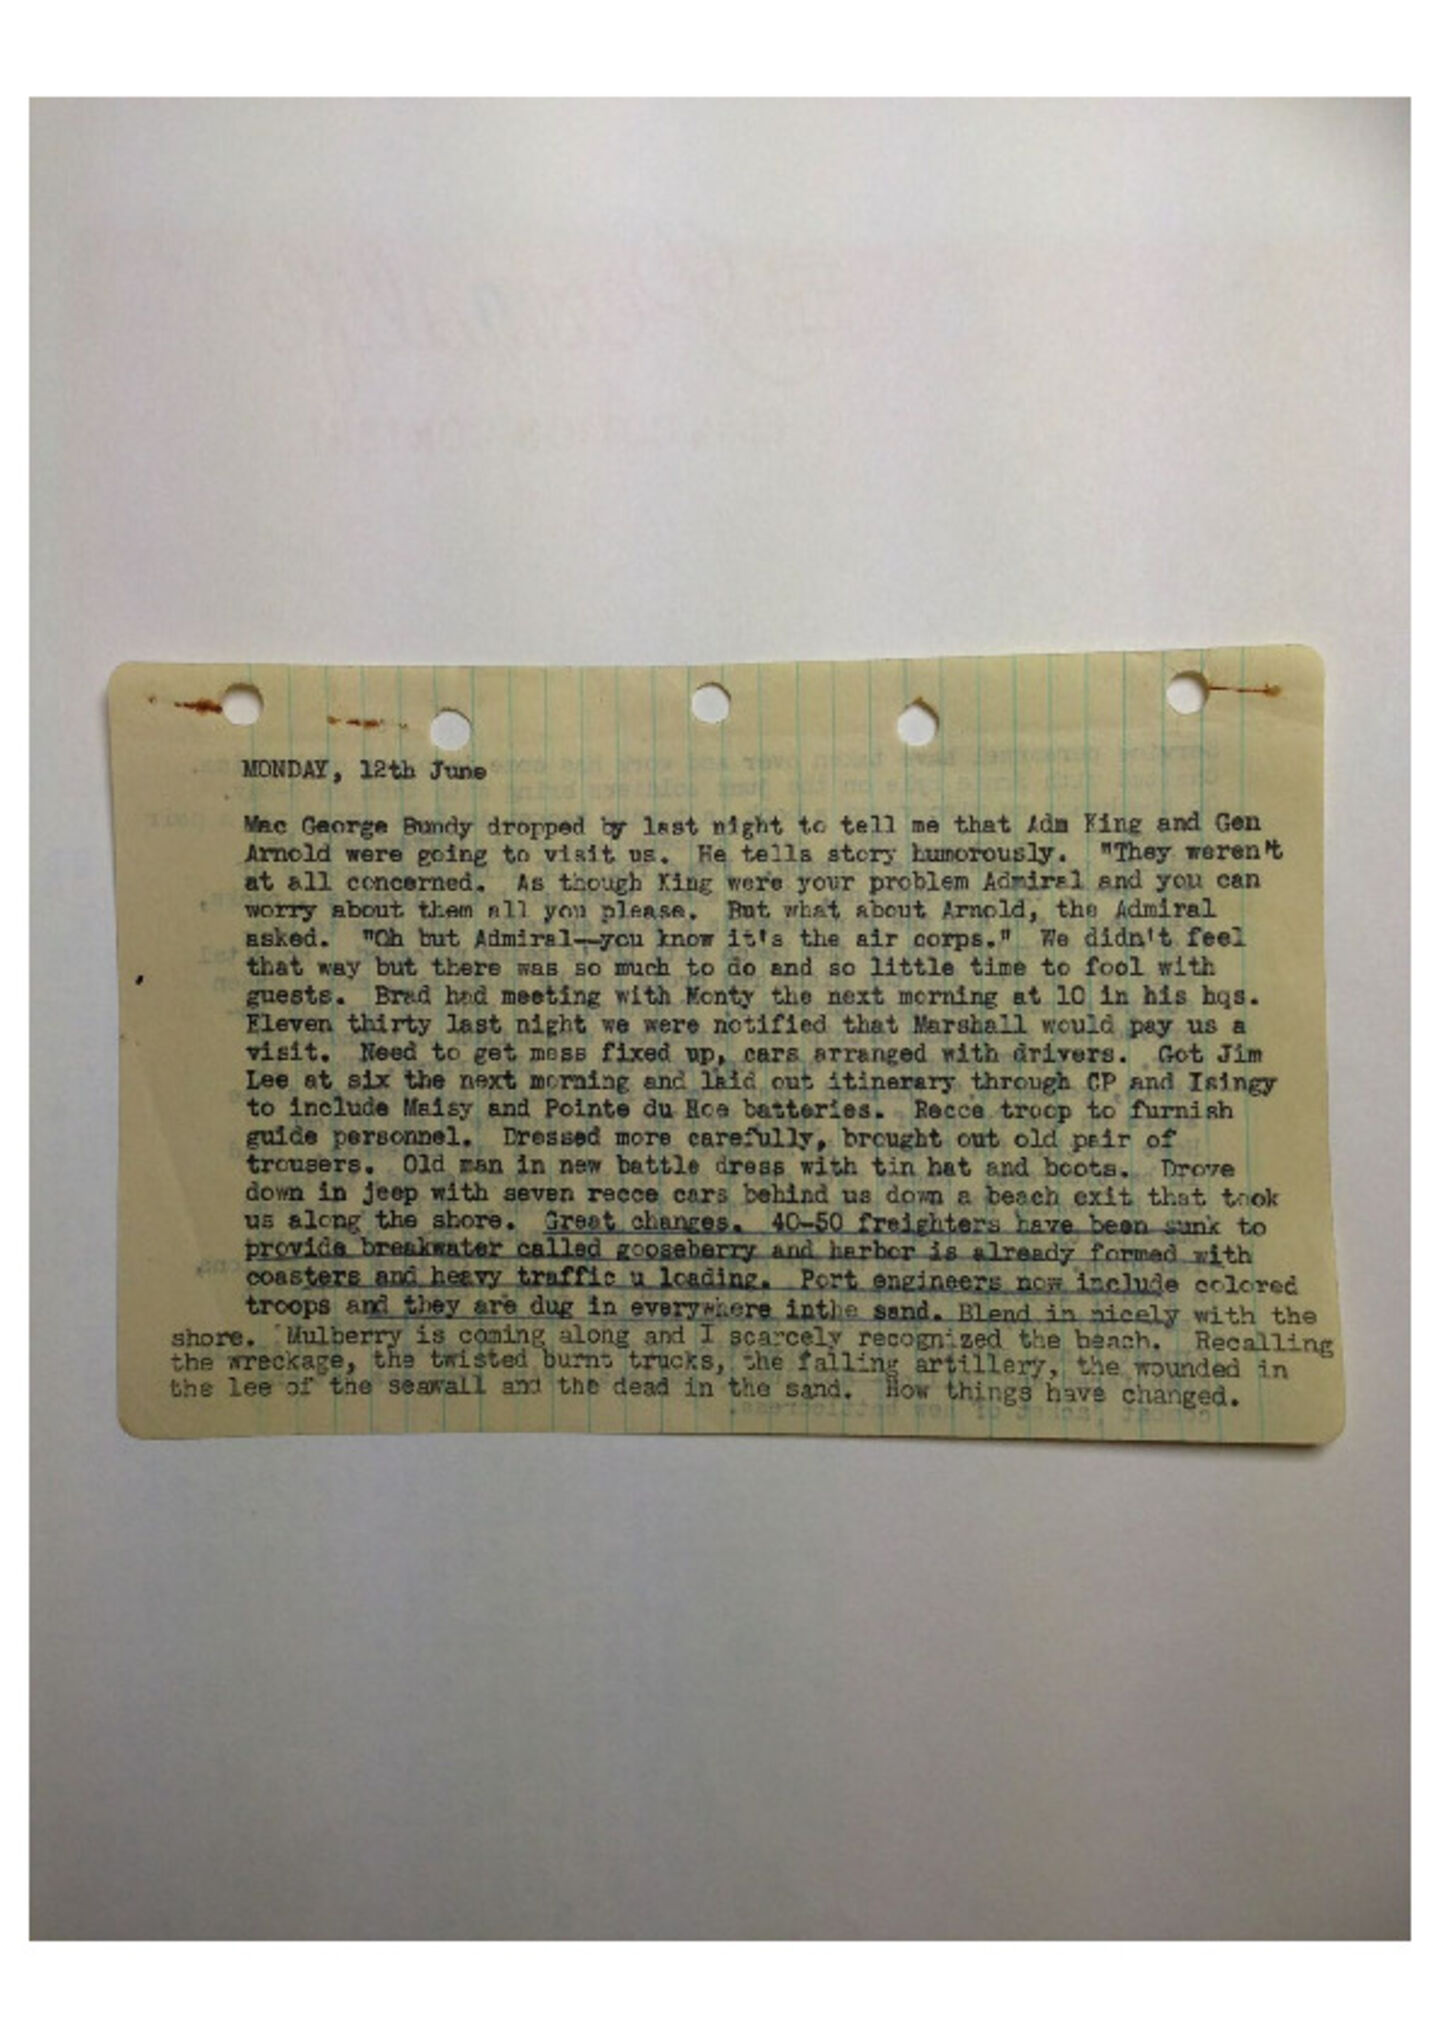 MONDAY, 12th June
Mac George Bundy dropped by last night to tell me that Adm King and Gen
Arnold were going to visit us. He tells story humorously. "They weren't
at all concerned. As though King were your problem Admiral and you can
worry about them all you please. But what about Arnold, the Admiral
asked. "Oh but Admiral--you know it's the air corps." We didn't feel
that way but there was so much to do and so little time to fool with
guests. Brad had meeting with Monty the next morning at 10 in his hqs.
Eleven thirty last night we were notified that Marshall would pay us a
visit. Need to get mess fixed up, cars arranged with drivers. Got Jim
Lee at six the next morning and laid out itinerary through CP and Isingy
to include Maisy and Pointe du Hoe batteries. Recce troop to furnish
guide personnel. Dressed more carefully, brought out old pair of
trousers. Old man in new battle dress with tin hat and boots. Drove
down in jeep with seven recce cars behind us down a beach exit that took
us along the shore. Great changes. 40-50 freighters have been sunk to
provide breakwater called gooseberry and harbor is already formed with
coasters and heavy traffic u loading. Port engineers now include colored
troops and they are dug in everywhere inthe sand. Blend in nicely with the
shore. Mulberry is coming along and I scarcely recognized the beach. Recalling
the wreckage, the twisted burnt trucks, the falling artillery, the wounded in
the lee of the seawall and the dead in the sand. How things have changed.